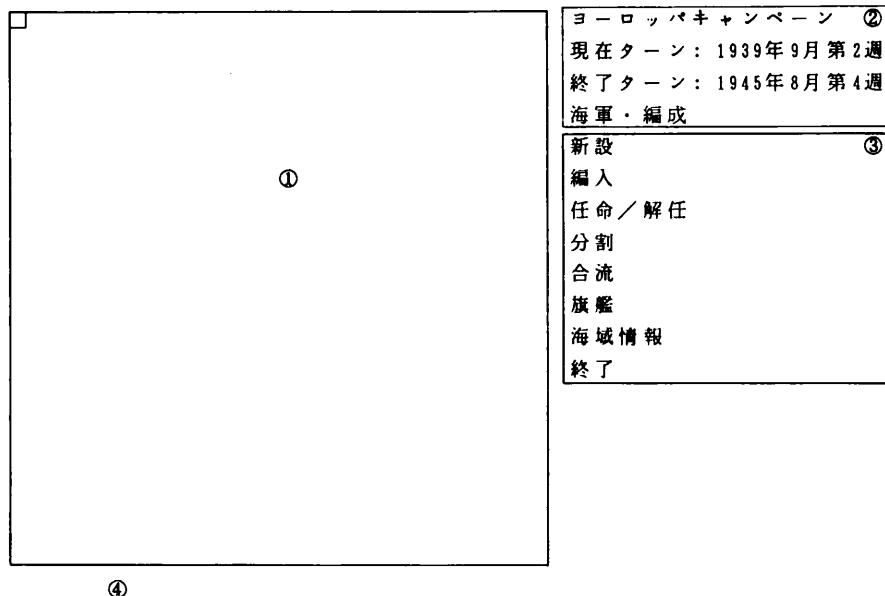 ヨーロッパキャンペーン ②
現在ターン: 1939年9月第2週
終了ターン: 1945年8月第4週
海軍・編成
新設 ③
編入
①
任命／解任
分割
合流
旗艦
海域情報
終了
④